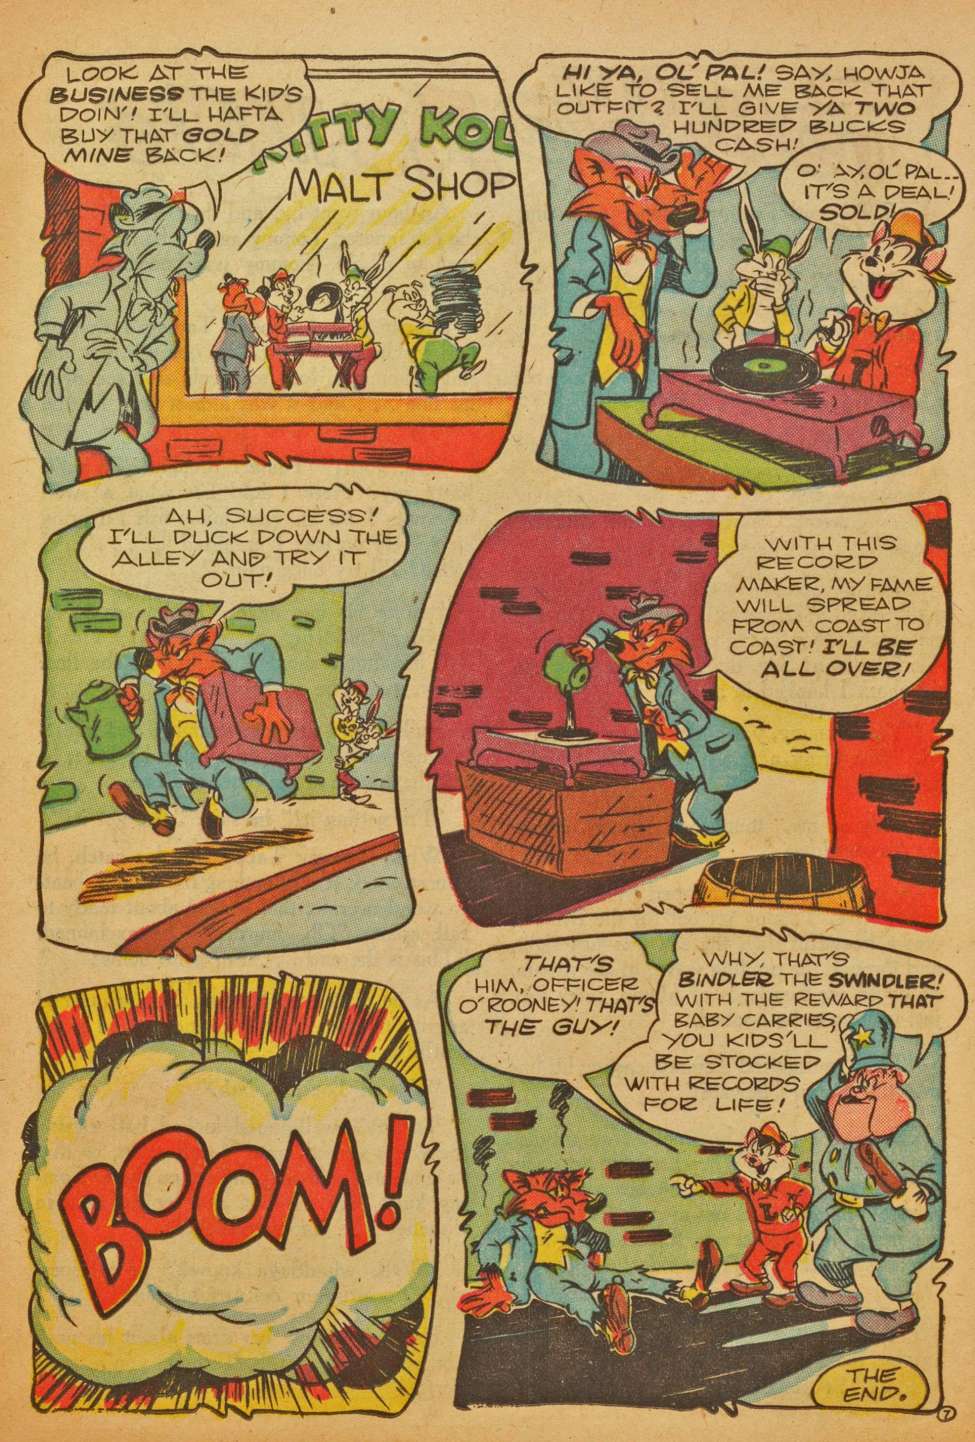 LOOK AT THE
BUSINESS THE KID'S
DOIN'! I'LL HAFTA
BUY THAT GOLD
MINE BACK!
ITTY KOL
MALT SHOP
HI YA, OL' PAL! SAY, HOWJA
LIKE TO SELL ME BACK THAT
OUTFIT? I'LL GIVE YA TWO
HUNDRED BUCKS
CASH!
OL' PAL...
IT'S A DEAL!
SOLD!
AH, SUCCESS!
I'LL DUCK DOWN THE
ALLEY AND TRY IT
OUT!
WITH THIS
RECORD
MAKER, MY FAME
WILL SPREAD
FROM COAST TO
COAST! I'LL BE
ALL OVER!
BOOM!
THAT'S
HIM, OFFICER
O'ROONEY! THAT'S
THE GUY!
WHY, THAT'S
BINDLER THE SWINDLER!
WITH THE REWARD THAT
BABY CARRIES,
YOU KIDS'LL
BE STOCKED
WITH RECORDS
FOR LIFE!
THE
END.
7